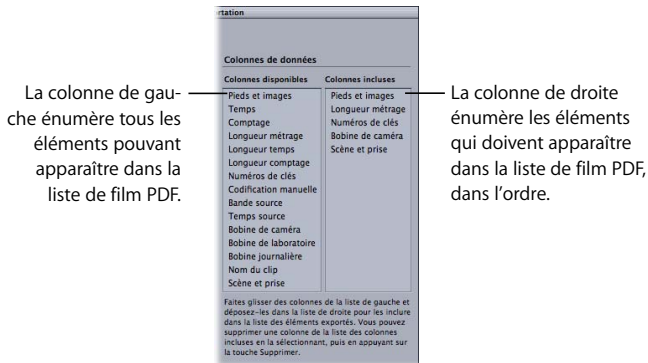 rtation
Colonnes de données
Colonnes disponibles
Colonnes incluses
Pieds et images
Temps
Comptage
Longueur métrage
Longueur temps
Longueur comptage
Numéros de clés
Codification manuelle
Bande source
Temps source
Bobine de caméra
Bobine de laboratoire
Bobine journalière
Nom du clip
Scène et prise
Pieds et images
Longueur métrage
Numéros de clés
Bobine de caméra
Scène et prise
Faites glisser des colonnes de la liste de gauche et
déposez-les dans la liste de droite pour les inclure
dans la liste des éléments exportés. Vous pouvez
supprimer une colonne de la liste des colonnes
incluses en la sélectionnant, puis en appuyant sur
la touche Supprimer.
La colonne de gau-
che énumère tous les
éléments pouvant
apparaître dans la
liste de film PDF.
La colonne de droite
énumère les éléments
qui doivent apparaître
dans la liste de film PDF,
dans l’ordre.